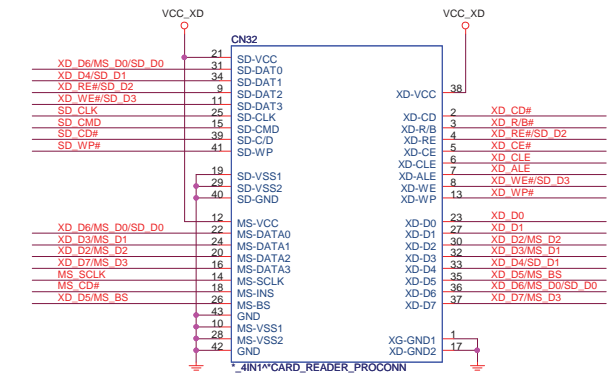 VCC_XD VCC_XD
CN32
21 SD-VCC
XD_D6/MS_D0/SD_D0 31 SD-DAT0
XD_D4/SD_D1 34 SD-DAT1
XD_RE#/SD_D2 9 SD-DAT2
XD_WE#/SD_D3 11 SD-DAT3
SD_CLK 25 SD-CLK
SD_CMD 15 SD-CMD
SD_CD# 39 SD-C/D
SD_WP# 41 SD-WP
19 SD-VSS1
29 SD-VSS2
40 SD-GND
12 MS-VCC
XD_D6/MS_D0/SD_D0 22 MS-DATA0
XD_D3/MS_D1 24 MS-DATA1
XD_D2/MS_D2 20 MS-DATA2
XD_D7/MS_D3 16 MS-DATA3
MS_SCLK 14 MS-SCLK
MS_CD# 18 MS-INS
XD_D5/MS_BS 26 MS-BS
43 GND
10 MS-VSS1
28 MS-VSS2
42 GND
XD-VCC 38
XD-CD 2 XD_CD#
XD-R/B 3 XD_R/B#
XD-RE 4 XD_RE#/SD_D2
XD-CE 5 XD_CE#
XD-CLE 6 XD_CLE
XD-ALE 7 XD_ALE
XD-WE 8 XD_WE#/SD_D3
XD-WP 13 XD_WP#
XD-D0 23 XD_D0
XD-D1 27 XD_D1
XD-D2 30 XD_D2/MS_D2
XD-D3 32 XD_D3/MS_D1
XD-D4 33 XD_D4/SD_D1
XD-D5 35 XD_D5/MS_BS
XD-D6 36 XD_D6/MS_D0/SD_D0
XD-D7 37 XD_D7/MS_D3
XG-GND1 1
XD-GND2 17
*_4IN1^*CARD_READER_PROCONN